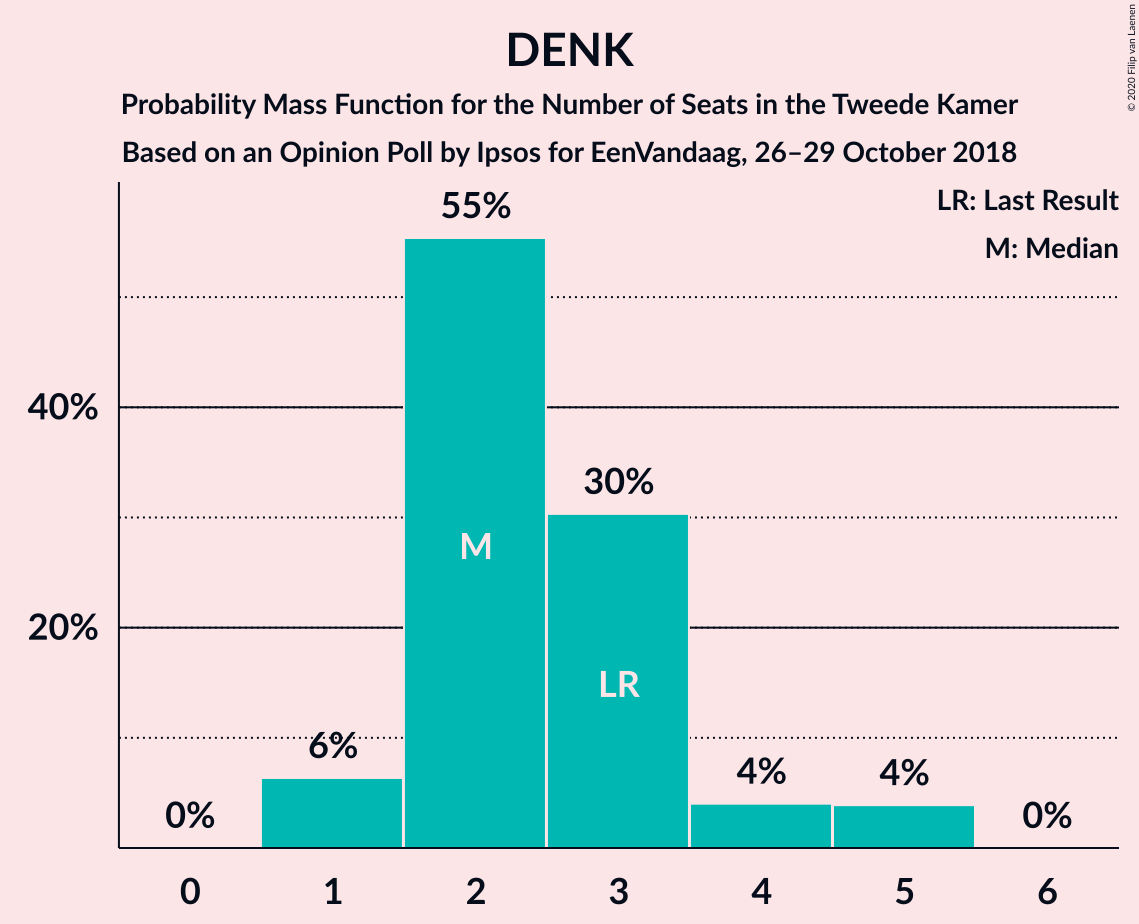 DENK
Probability Mass Function for the Number of Seats in the Tweede Kamer
Based on an Opinion Poll by Ipsos for EenVandaag, 26–29 October 2018
© 2020 Filip van Laenen
LR: Last Result
M: Median
55%
40%
30%
M
20%
LR
6%
4%
4%
0%
0%
0 1 2 3 4 5 6